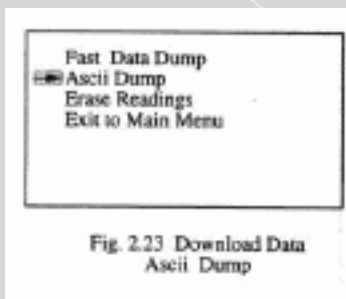 Fast Data Dump
Ascii Dump
Erase Readings
Exit to Main Menu
Fig. 2.23 Download Data
Ascii Dump